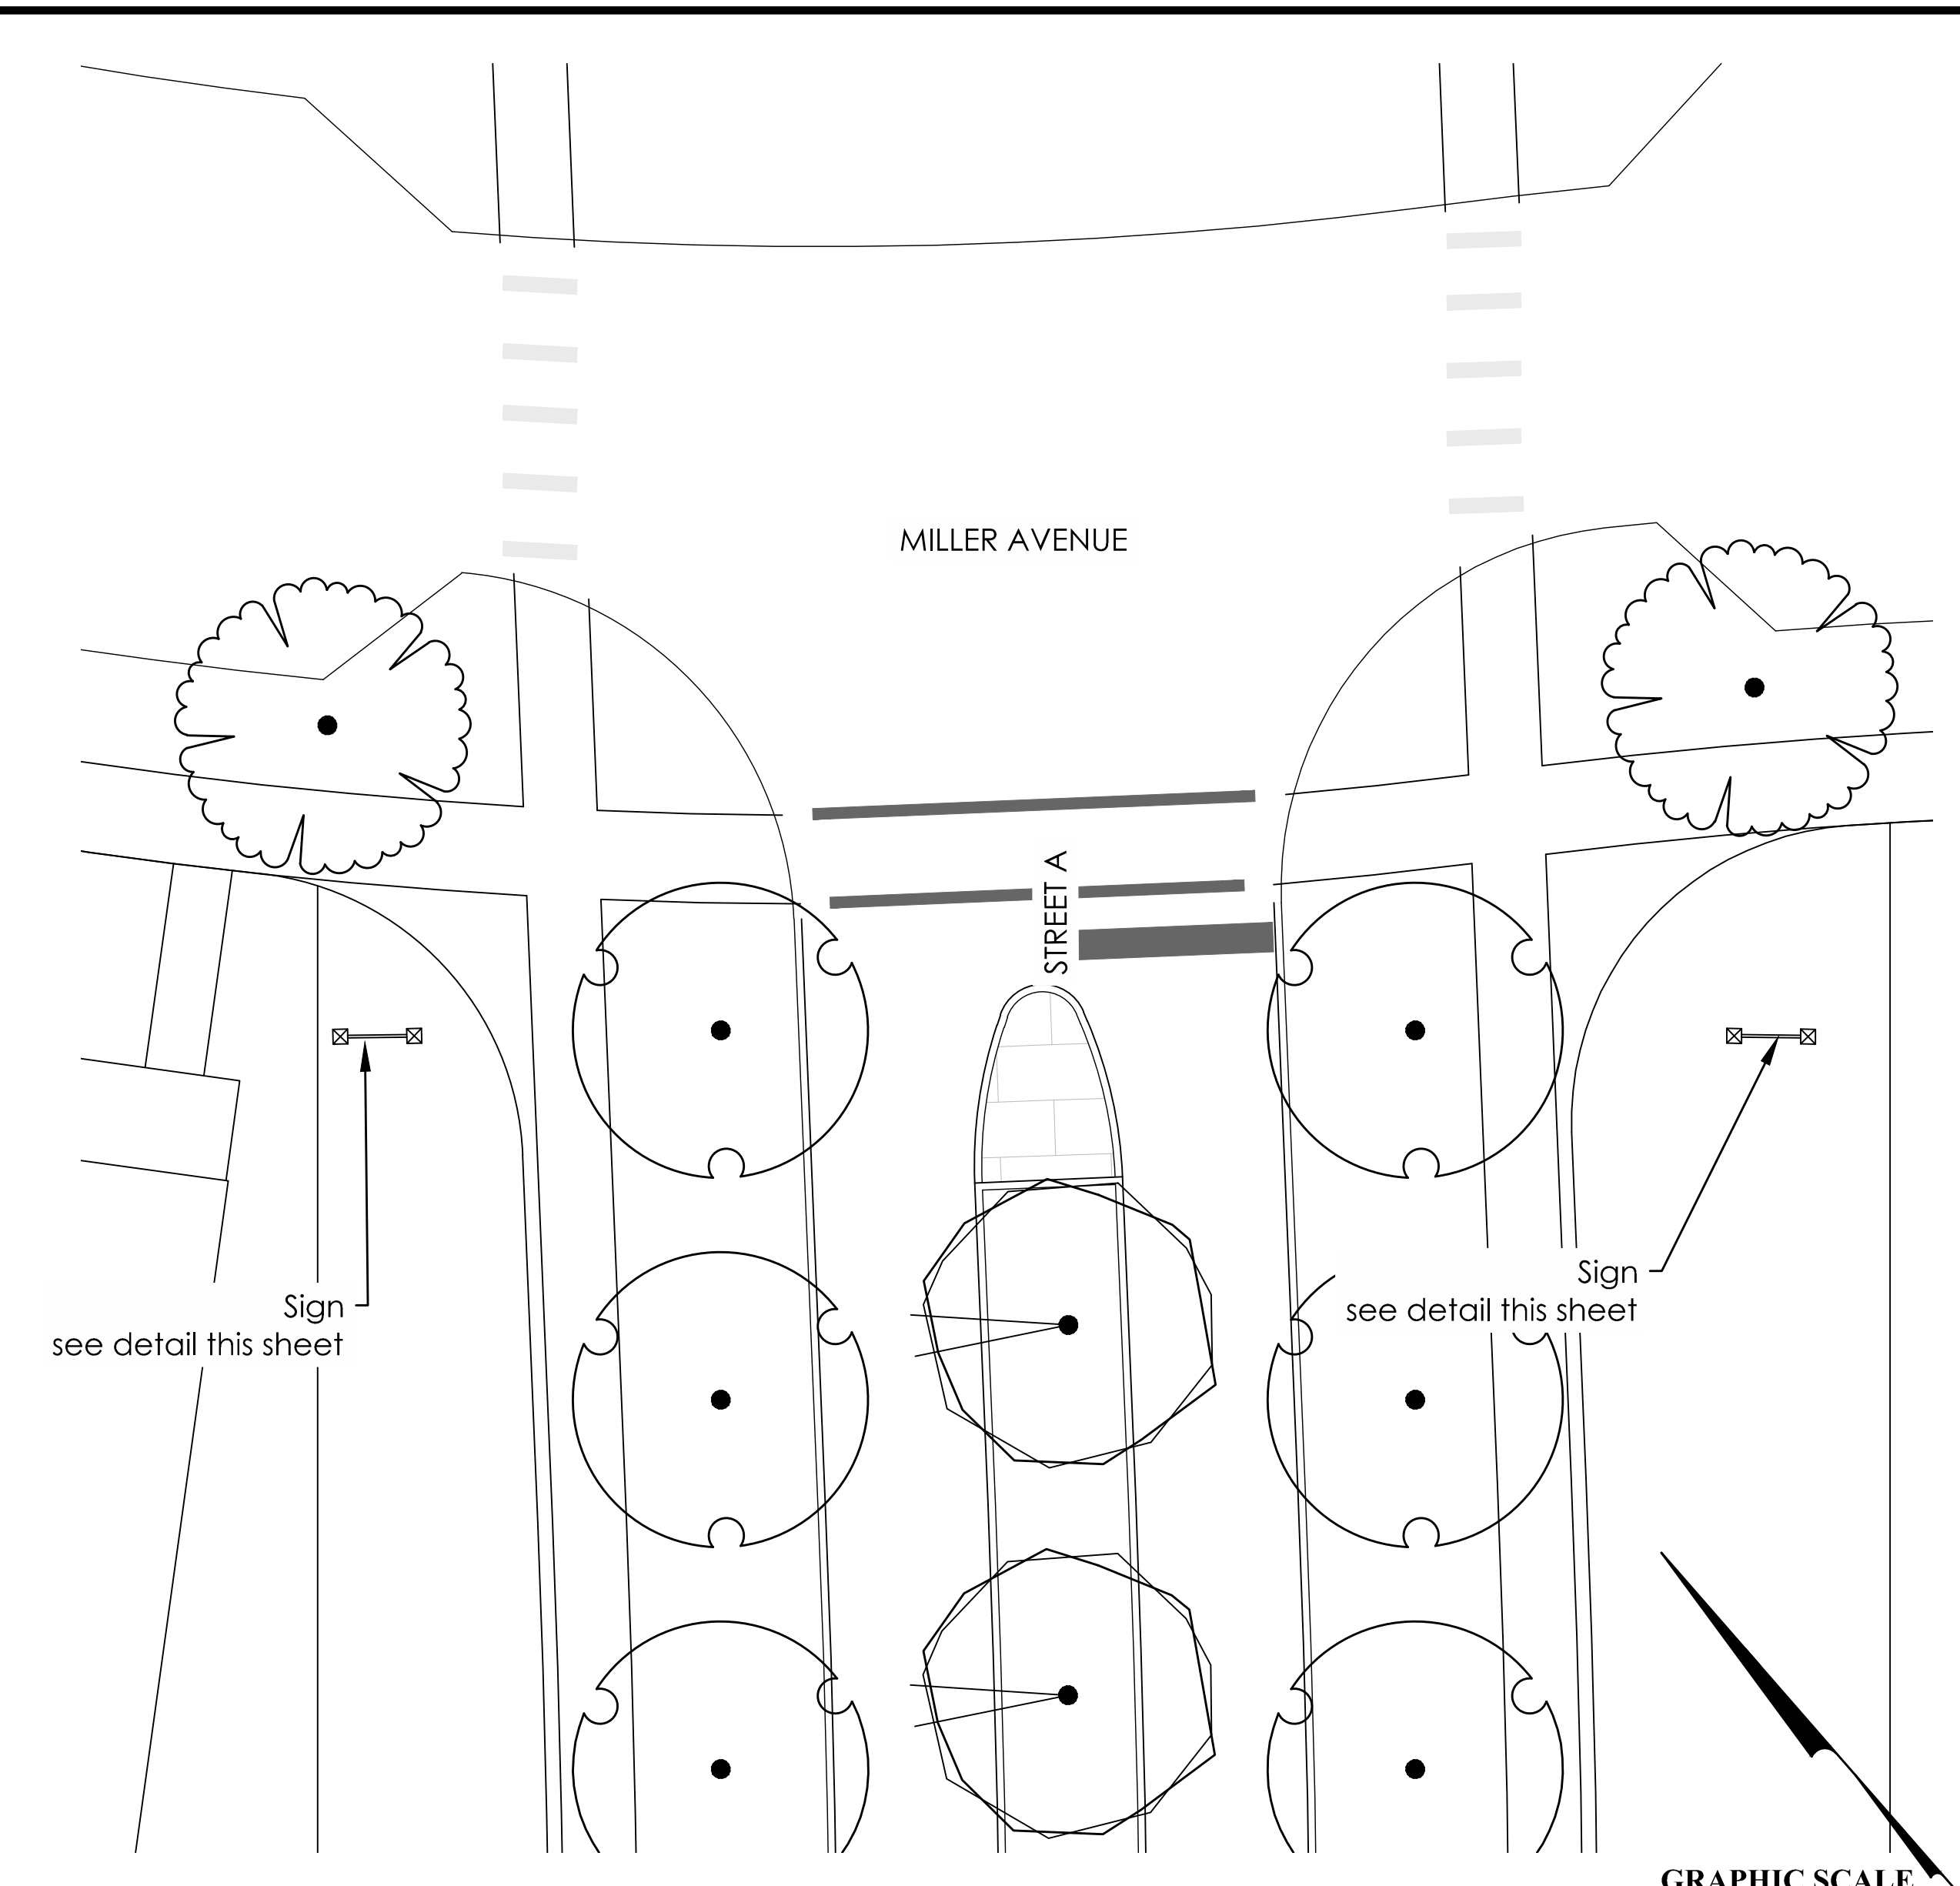 MILLER AVENUE
STREET A
Sign
see detail this sheet
Sign
see detail this sheet
GRAPHIC SCALE